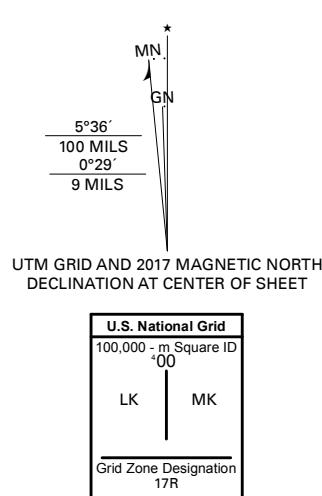 ★
MN
GN
5°36´
100 MILS
0°29´
9 MILS
UTM GRID AND 2017 MAGNETIC NORTH
DECLINATION AT CENTER OF SHEET
U.S. National Grid
100,000 - m Square ID
⁴00
LK MK
Grid Zone Designation
17R